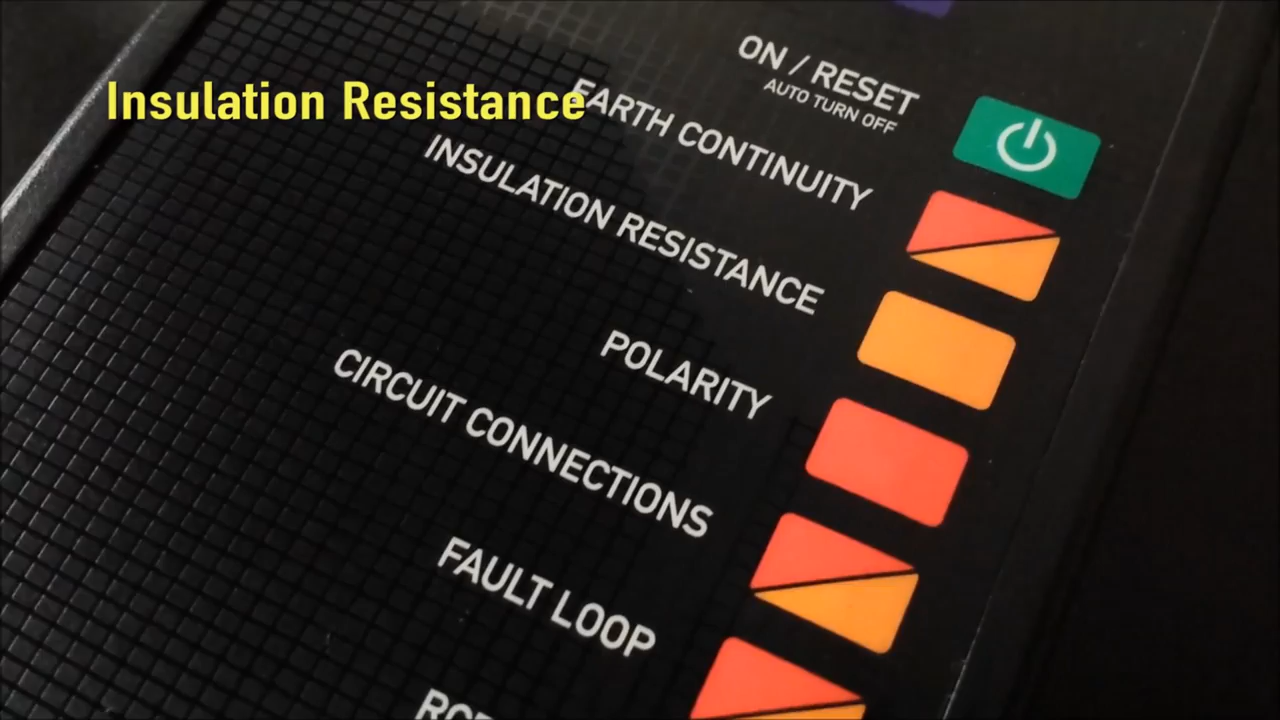 Insulation Resistance
ON / RESET
AUTO TURN OFF
EARTH CONTINUITY
INSULATION RESISTANCE
POLARITY
CIRCUIT CONNECTIONS
FAULT LOOP